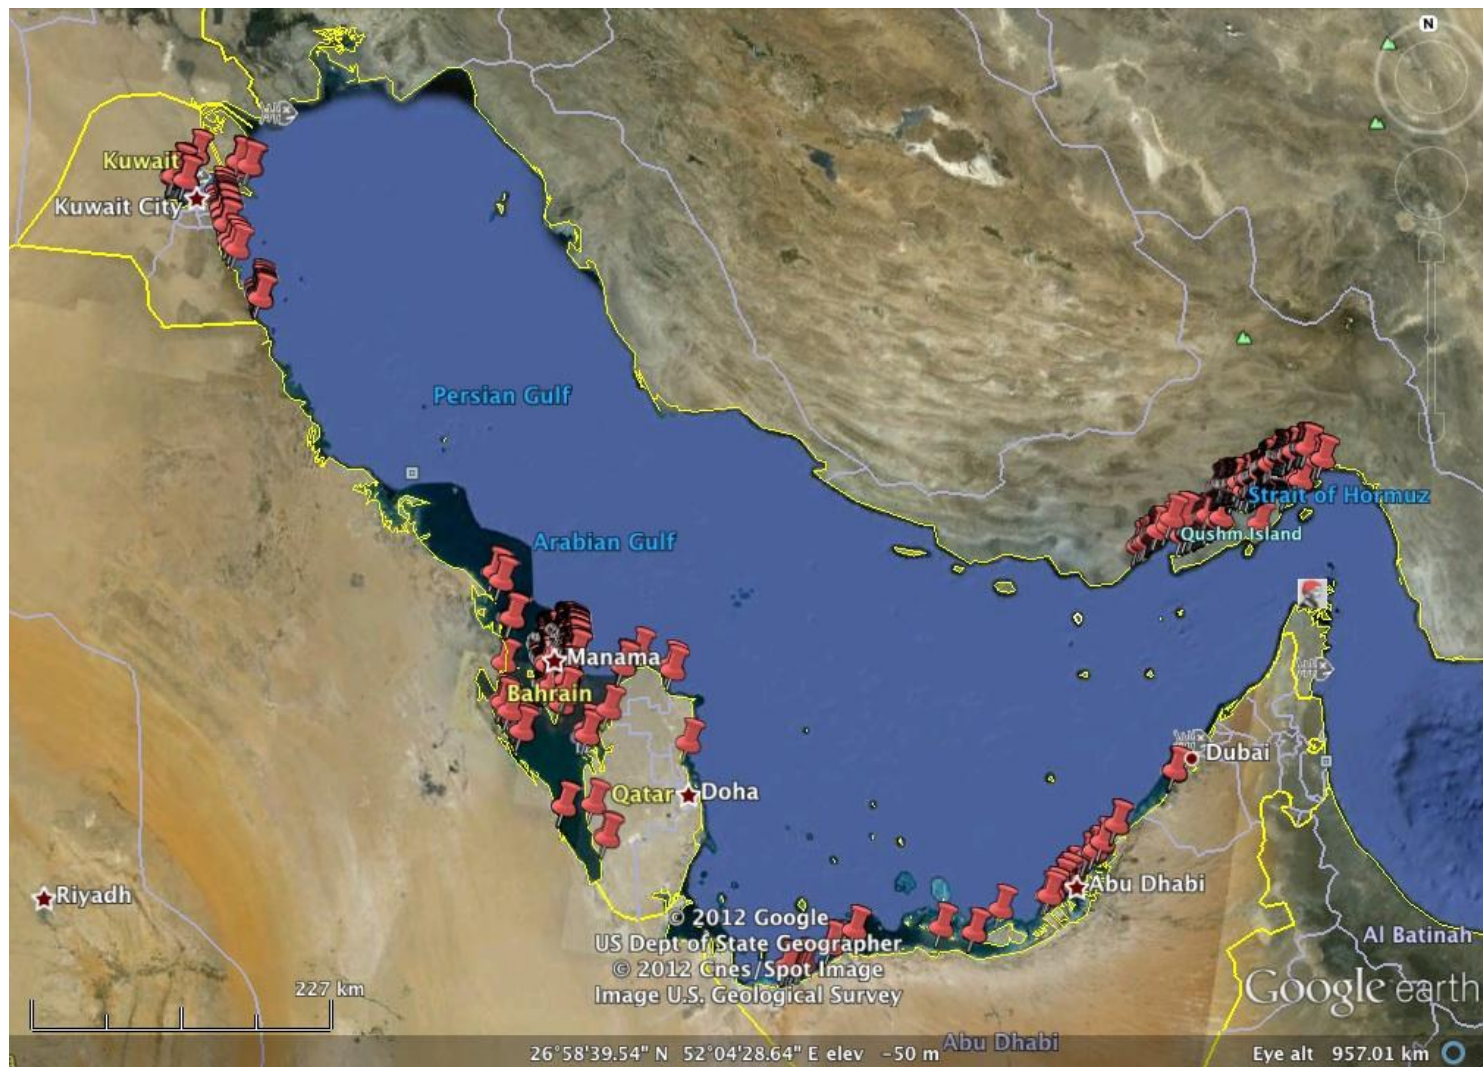 N
Kuwait
Kuwait City
Persian Gulf
Strait of Hormuz
Qushm Island
Arabian Gulf
Manama
Bahrain
Dubai
Qatar
Doha
Abu Dhabi
Riyadh
© 2012 Google
US Dept of State Geographer
© 2012 Cnes/Spot Image
Image U.S. Geological Survey
Al Batinah
Google earth
227 km
Abu Dhabi
26°58'39.54" N 52°04'28.64" E elev -50 m
Eye alt 957.01 km